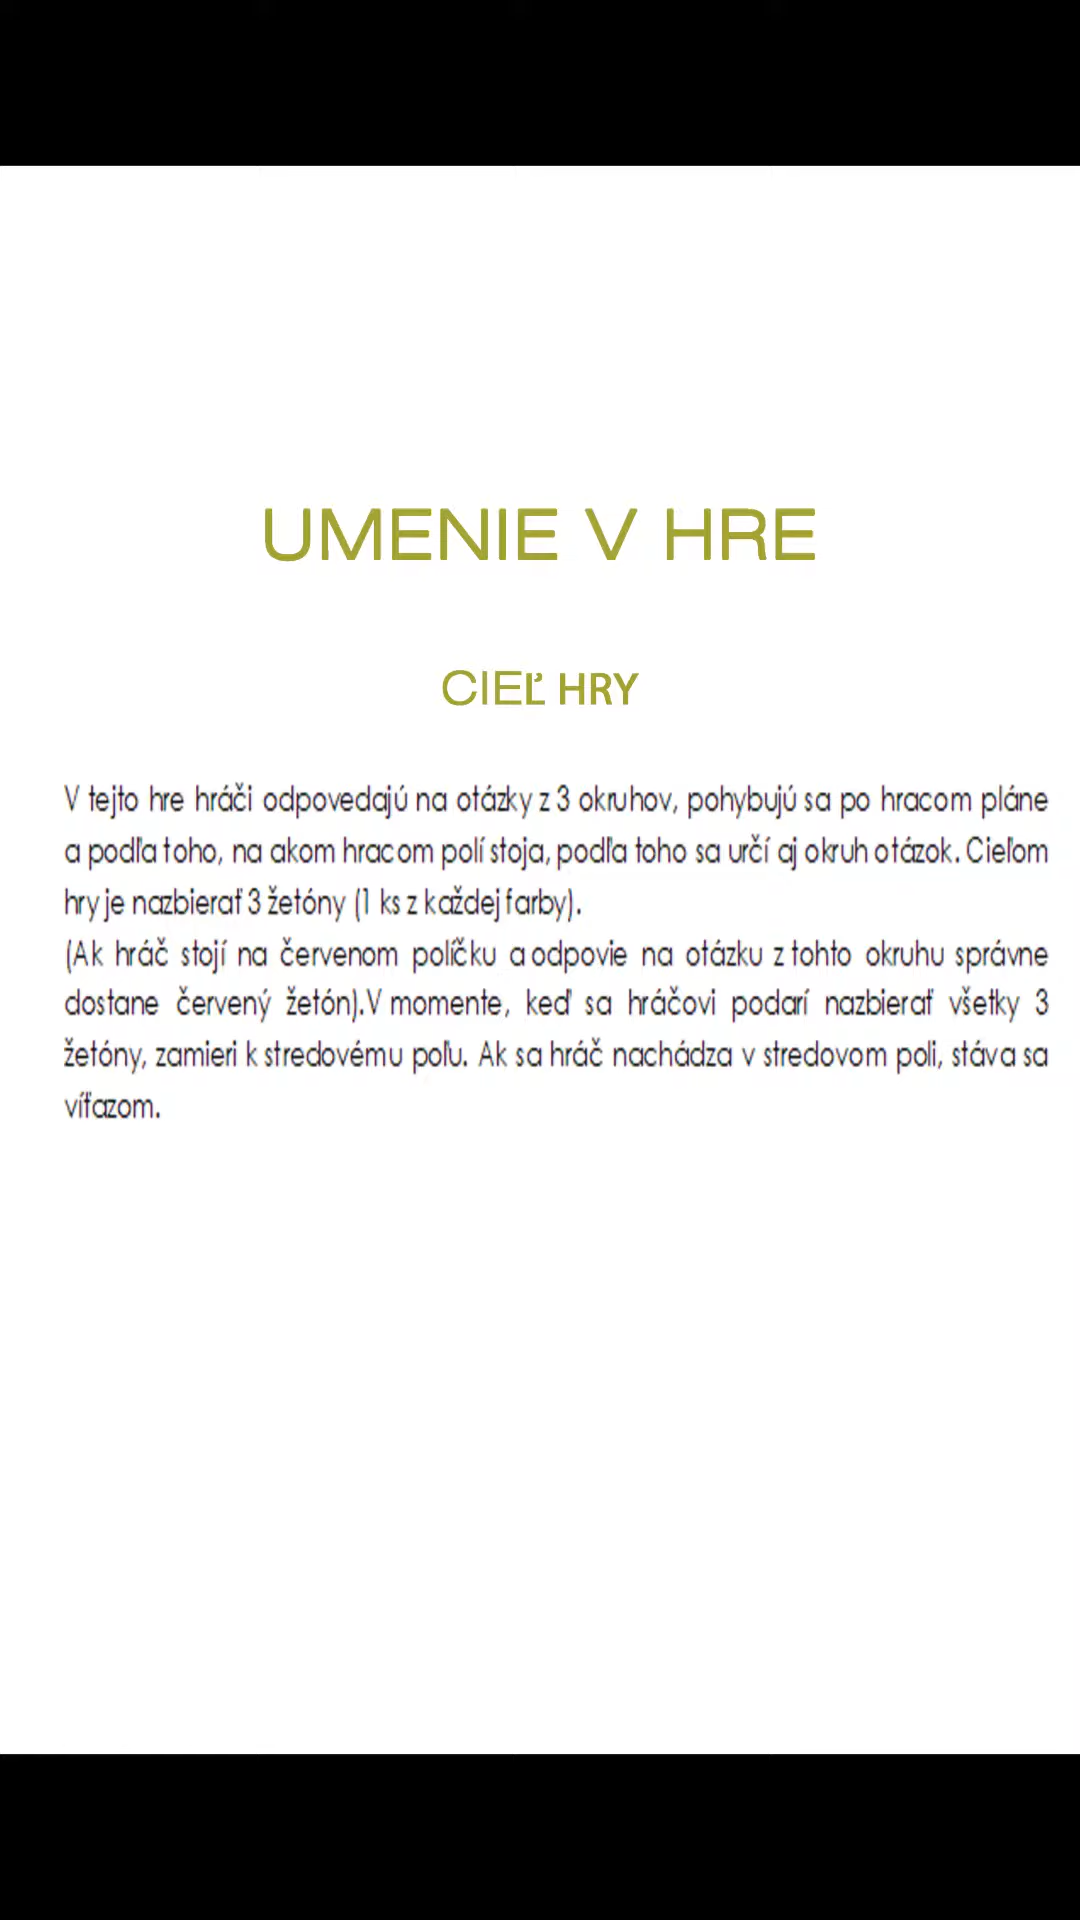 UMENIE V HRE
CIEĽ HRY
V tejto hre hráči odpovedajú na otázky z 3 okruhov, pohybujú sa po hracom pláne
a podľa toho, na akom hracom polí stoja, podľa toho sa určí aj okruh otázok. Cieľom
hry je nazbierať 3 žetóny (1 ks z každej farby).
(Ak hráč stojí na červenom políčku a odpovie na otázku z tohto okruhu správne
dostane červený žetón).V momente, keď sa hráčovi podarí nazbierať všetky 3
žetóny, zamieri k stredovému poľu. Ak sa hráč nachádza v stredovom poli, stáva sa
víťazom.